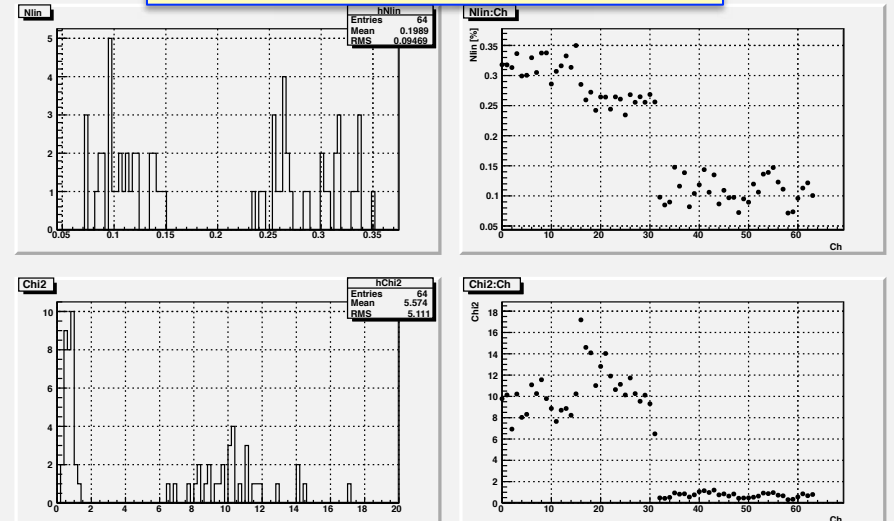 Nlin
hNlin
Entries 64
Mean 0.1989
RMS 0.09469
5
4
3
2
1
0
0.05 0.1 0.15 0.2 0.25 0.3 0.35
Nlin:Ch
Nlin [%]
0.35
0.3
0.25
0.2
0.15
0.1
0.05
0 10 20 30 40 50 60
Ch
Chi2
hChi2
Entries 64
Mean 5.574
RMS 5.111
10
8
6
4
2
0
0 2 4 6 8 10 12 14 16 18 20
Chi2:Ch
Chi2
18
16
14
12
10
8
6
4
2
0
0 10 20 30 40 50 60
Ch